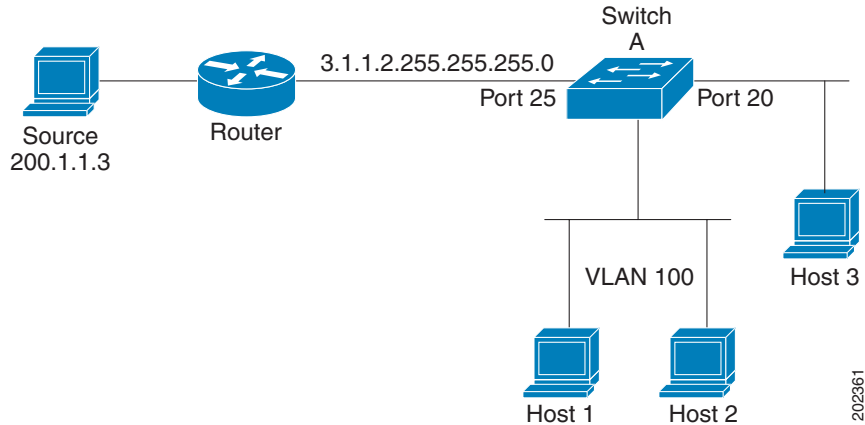 Switch
A
3.1.1.2.255.255.255.0
Port 25
Port 20
Source
200.1.1.3
Router
VLAN 100
Host 3
Host 1
Host 2
202361